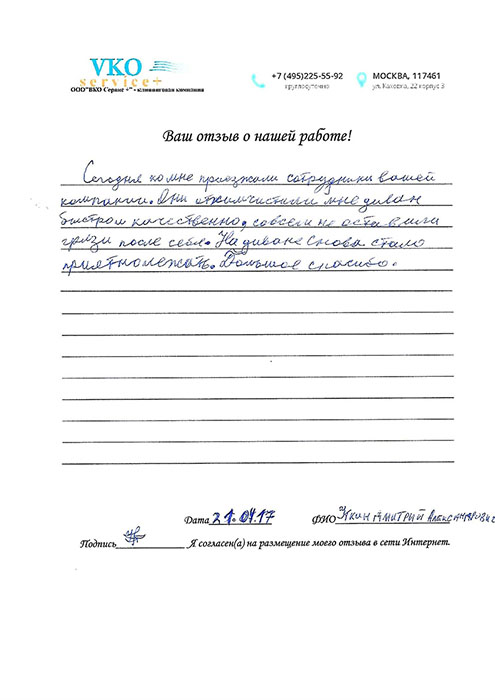 VKO
service+
ООО"ВКО Сервис +" - клининговая компания
+7 (495)225-55-92
круглосуточно
МОСКВА, 117461
ул. Каховка, 22 корпус 3
Ваш отзыв о нашей работе!
Сегодня ко мне приезжали сотрудники вашей
компании. Они отхимчистили мне диван
быстро и качественно, совсем не оставили
грязи после себя. На диване снова стало
приятно лежать. Большое спасибо.
Дата 21.04.17
ФИО Дмитрий Александрович
Подпись Я согласен(а) на размещение моего отзыва в сети Интернет.